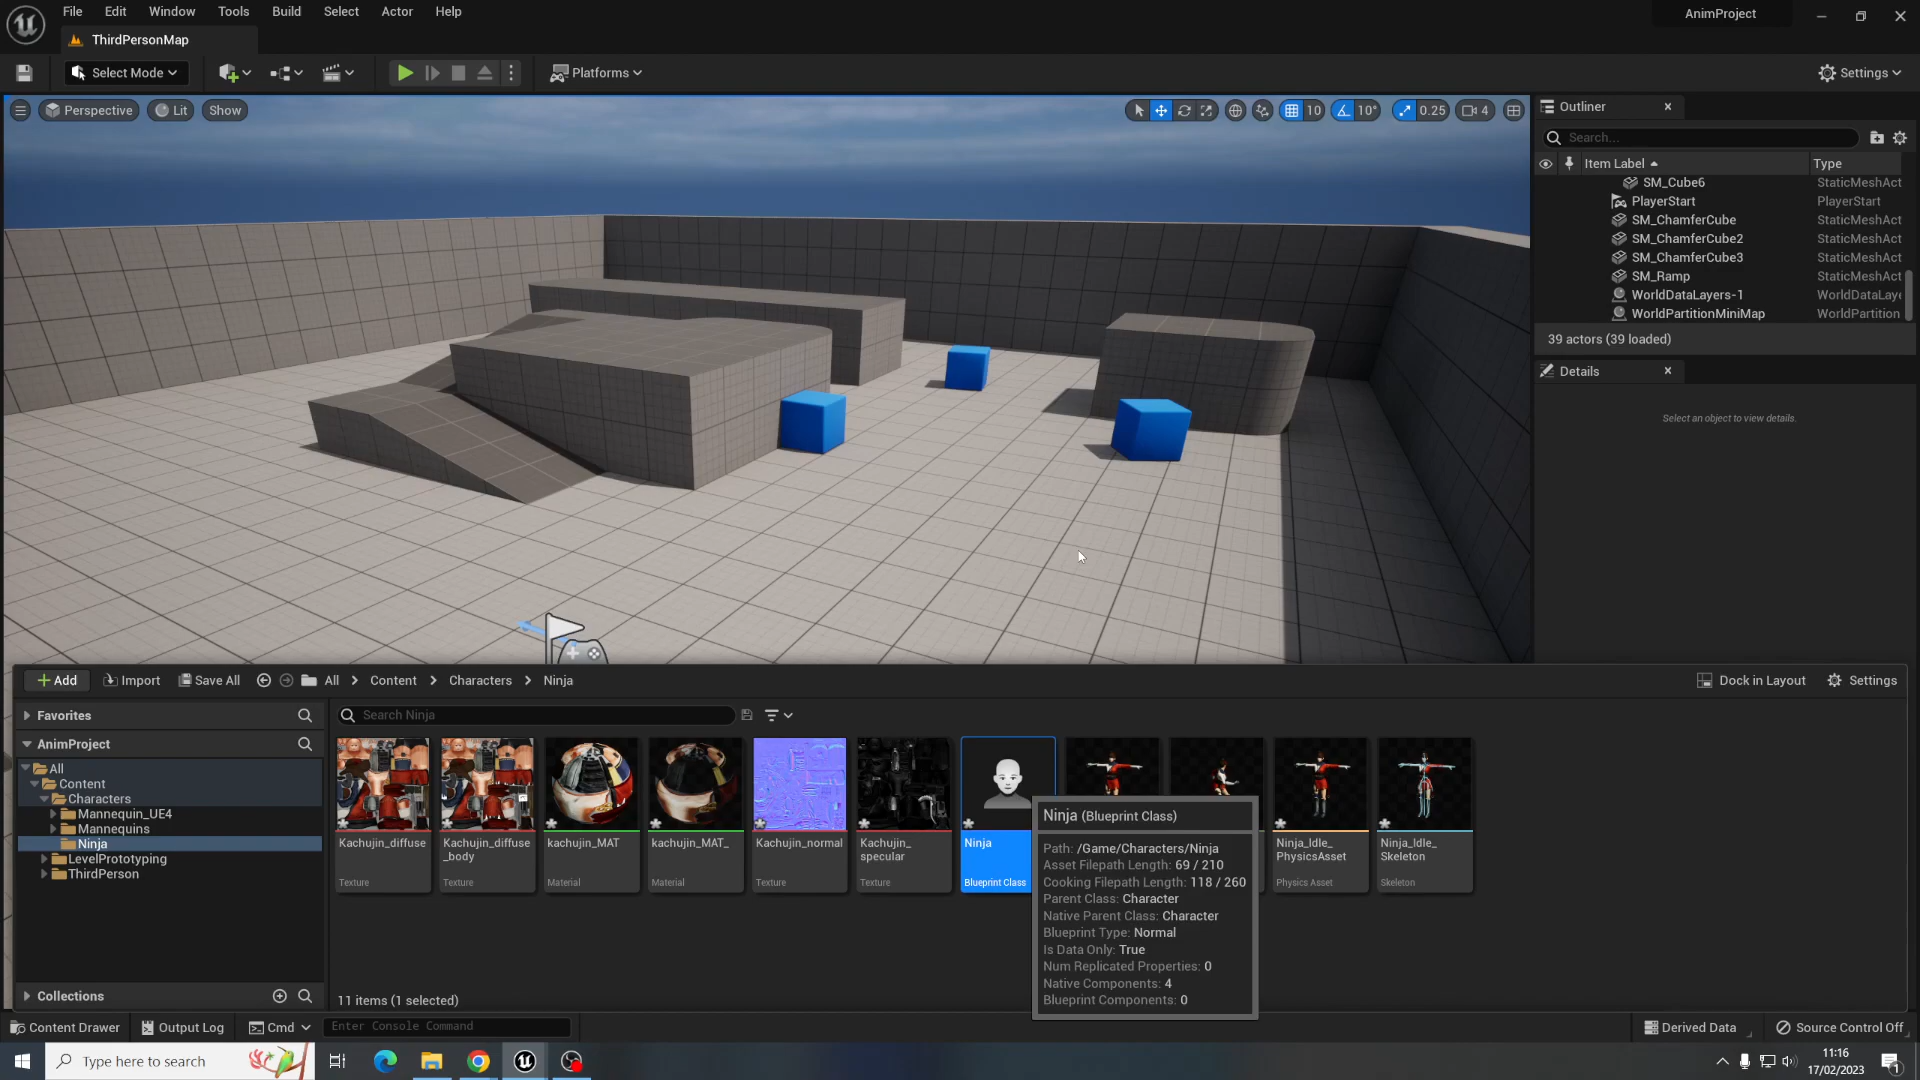 File Edit Window Tools Build Select Actor Help
AnimProject
ThirdPersonMap
Select Mode
Platforms
Settings
Perspective Lit Show
10 10° 0.25 4
Outliner
Search...
Item Label Type
SM_Cube6 StaticMeshAct
PlayerStart PlayerStart
SM_ChamferCube StaticMeshAct
SM_ChamferCube2 StaticMeshAct
SM_ChamferCube3 StaticMeshAct
SM_Ramp StaticMeshAct
WorldDataLayers-1 WorldDataLaye
WorldPartitionMiniMap WorldPartition
39 actors (39 loaded)
Details
Select an object to view details.
Add Import Save All All Content Characters Ninja
Dock in Layout Settings
Favorites
Search Ninja
AnimProject
All
Content
Characters
Mannequin_UE4
Mannequins
Ninja
LevelPrototyping
ThirdPerson
Collections
Kachujin_diffuse
Texture
Kachujin_diffuse
_body
Texture
kachujin_MAT
Material
kachujin_MAT_
Material
Kachujin_normal
Texture
Kachujin_
specular
Texture
Ninja
Blueprint Class
Ninja_Idle_
PhysicsAsset
Physics Asset
Ninja_Idle_
Skeleton
Skeleton
Ninja (Blueprint Class)
Path: /Game/Characters/Ninja
Asset Filepath Length: 69 / 210
Cooking Filepath Length: 118 / 260
Parent Class: Character
Native Parent Class: Character
Blueprint Type: Normal
Is Data Only: True
Num Replicated Properties: 0
Native Components: 4
Blueprint Components: 0
11 items (1 selected)
Content Drawer Output Log Cmd Enter Console Command
Derived Data Source Control Off
Type here to search
11:16
17/02/2023
1